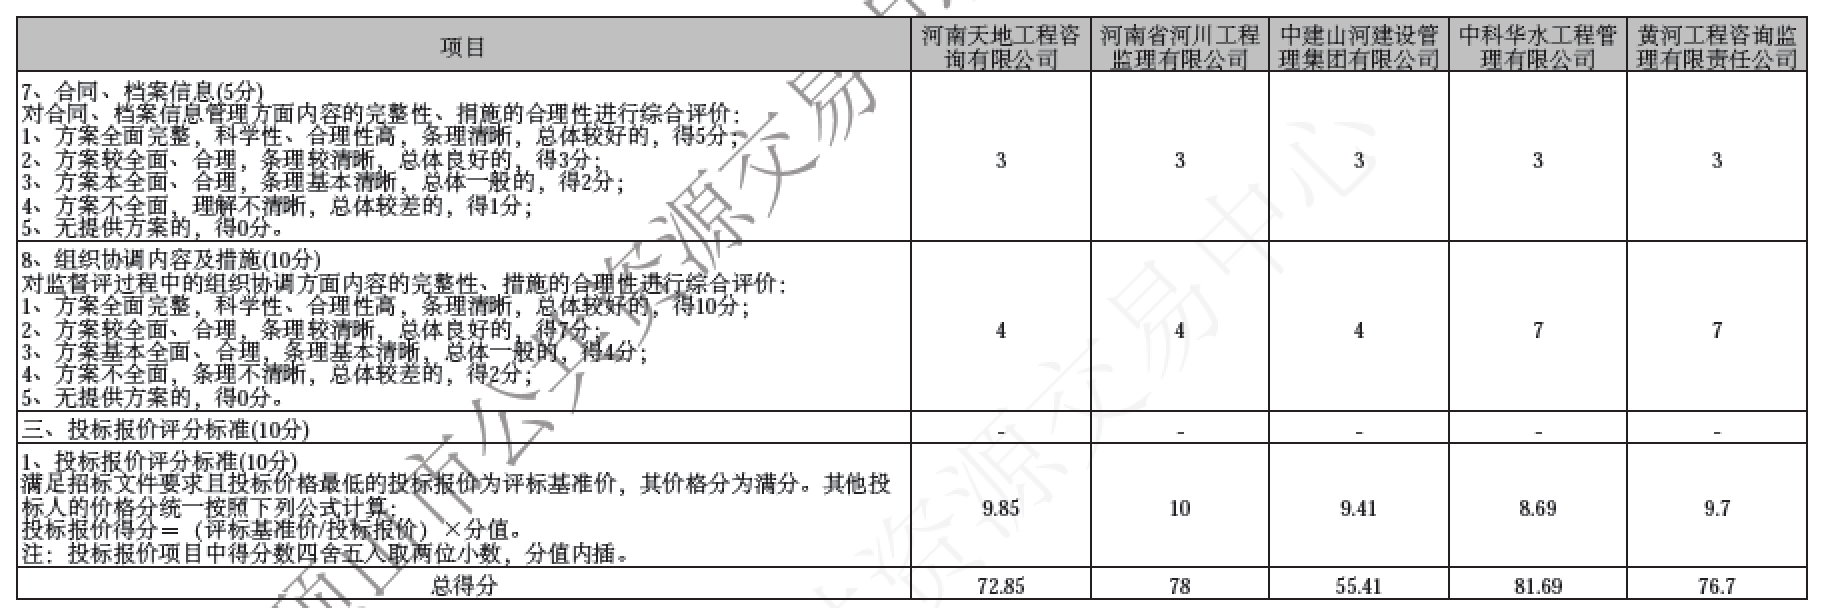 项目
河南天地工程咨
询有限公司
河南省河川工程
监理有限公司
中建山河建设管
理集团有限公司
中科华水工程管
理有限公司
黄河工程咨询监
理有限责任公司
7、合同、档案信息(5分)
对合同、档案信息管理方面内容的完整性、措施的合理性进行综合评价：
1、方案全面完整，科学性、合理性高，条理清晰，总体较好的，得5分；
2、方案较全面、合理，条理较清晰，总体良好的，得3分；
3、方案本全面、合理，条理基本清晰，总体一般的，得2分；
4、方案不全面，理解不清晰，总体较差的，得1分；
5、无提供方案的，得0分。
3
3
3
3
3
8、组织协调内容及措施(10分)
对监督评过程中的组织协调方面内容的完整性、措施的合理性进行综合评价：
1、方案全面完整，科学性、合理性高，条理清晰，总体较好的，得10分；
2、方案较全面、合理，条理较清晰，总体良好的，得7分；
3、方案基本全面、合理，条理基本清晰，总体一般的，得4分；
4、方案不全面，条理不清晰，总体较差的，得2分；
5、无提供方案的，得0分。
4
4
4
7
7
三、投标报价评分标准(10分)
-
-
-
-
-
1、投标报价评分标准(10分)
满足招标文件要求且投标价格最低的投标报价为评标基准价，其价格分为满分。其他投
标人的价格分统一按照下列公式计算：
投标报价得分＝（评标基准价/投标报价）×分值。
注：投标报价项目中得分数四舍五入取两位小数，分值内插。
9.85
10
9.41
8.69
9.7
总得分
72.85
78
55.41
81.69
76.7
顶山市公共资源交易中
资源交易中心